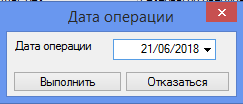 Дата операции
Дата операции 21/06/2018
Выполнить Отказаться